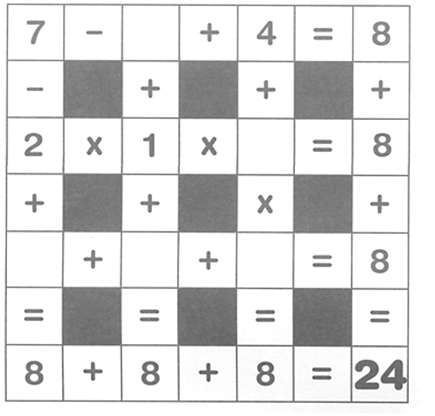 7 - + 4 = 8
- + + +
2 x 1 x = 8
+ + x +
+ + = 8
= = = =
8 + 8 + 8 = 24